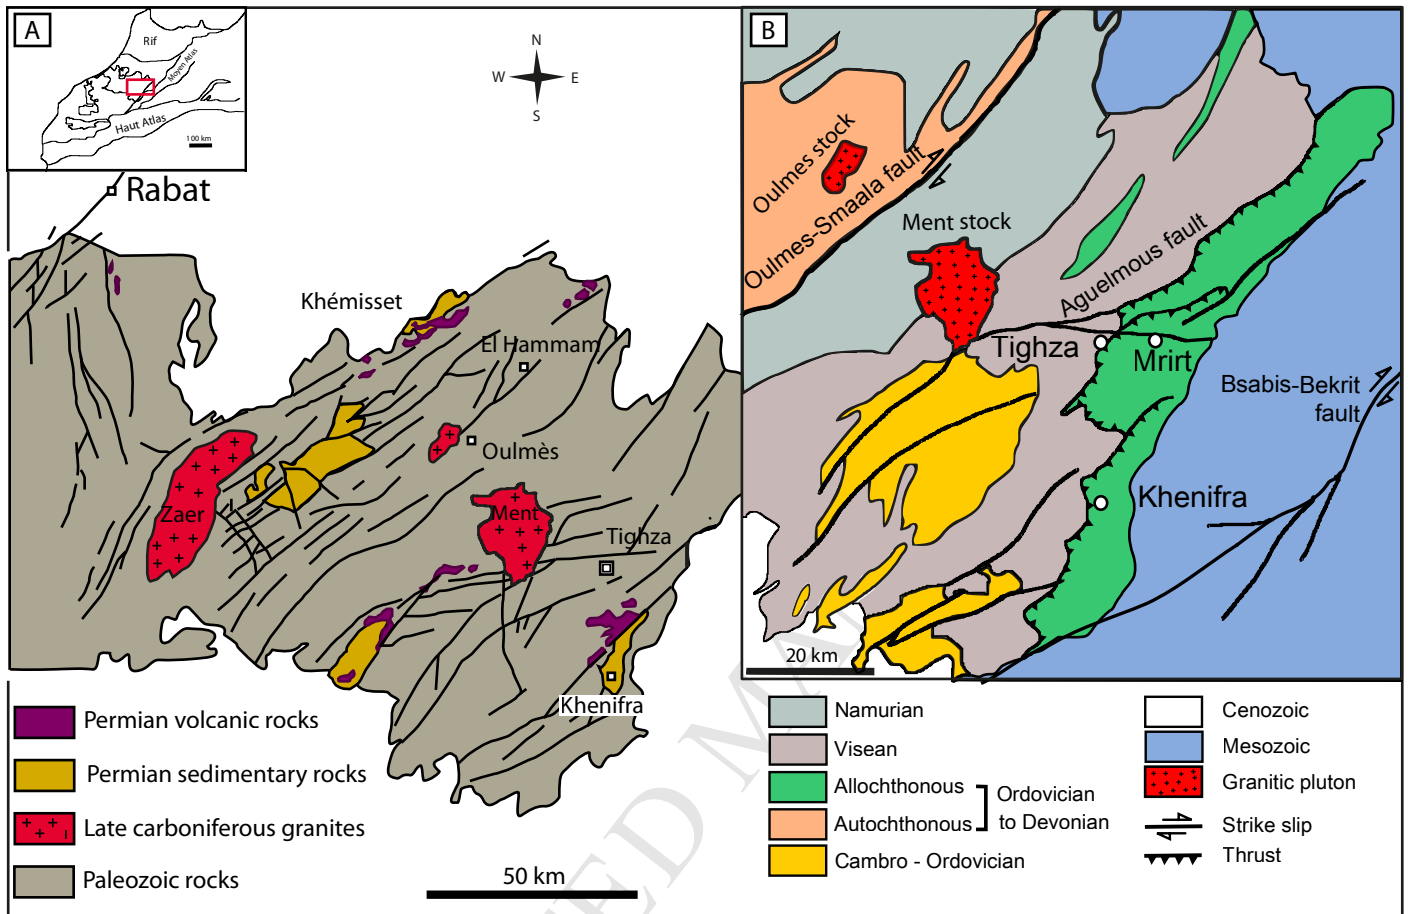 A
Rif
Moyen Atlas
Haut Atlas
100 km
N
W
E
S
Rabat
Khémisset
El Hammam
Oulmès
Zaer
Ment
Tighza
Khenifra
Permian volcanic rocks
Permian sedimentary rocks
Late carboniferous granites
Paleozoic rocks
50 km
B
Oulmes stock
Oulmes-Smaala fault
Ment stock
Aguelmous fault
Tighza
Mrirt
Bsabis-Bekrit
fault
Khenifra
20 km
Namurian
Visean
Allochthonous
Autochthonous
Ordovician
to Devonian
Cambro - Ordovician
Cenozoic
Mesozoic
Granitic pluton
Strike slip
Thrust